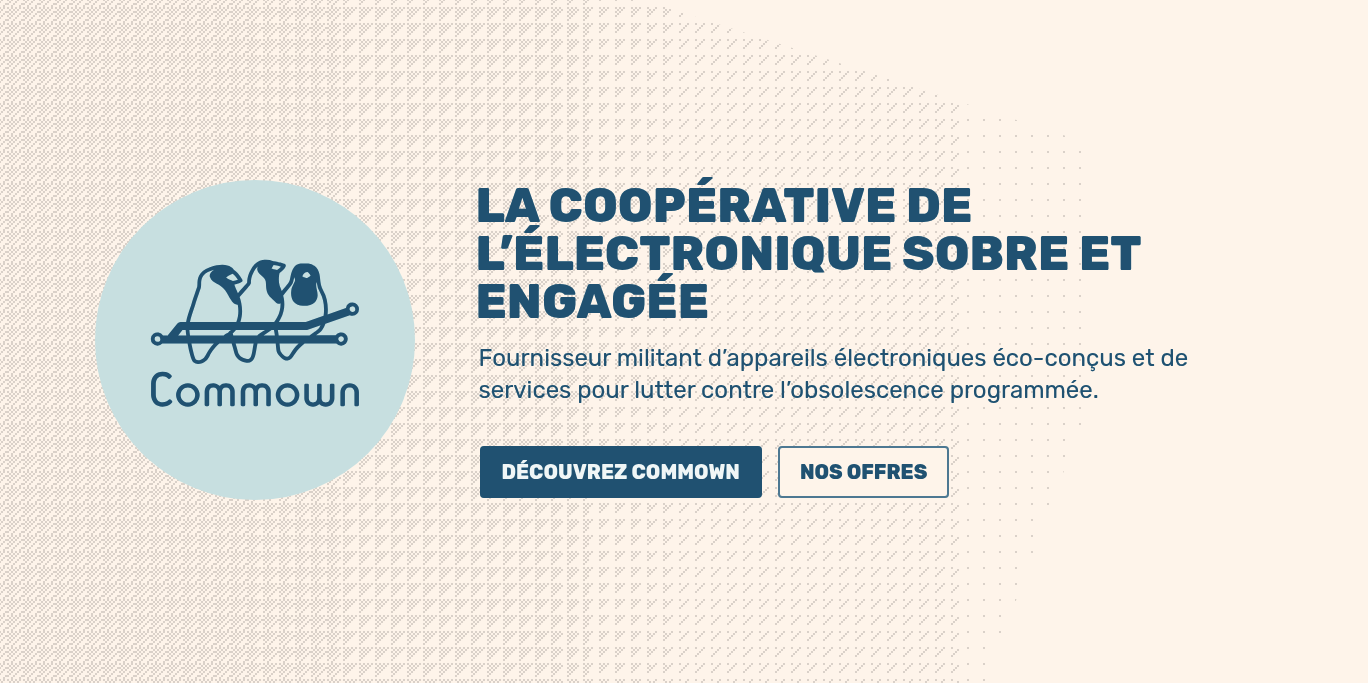 Commown
LA COOPÉRATIVE DE
L’ÉLECTRONIQUE SOBRE ET
ENGAGÉE
Fournisseur militant d’appareils électroniques éco-conçus et de
services pour lutter contre l’obsolescence programmée.
DÉCOUVREZ COMMOWN
NOS OFFRES